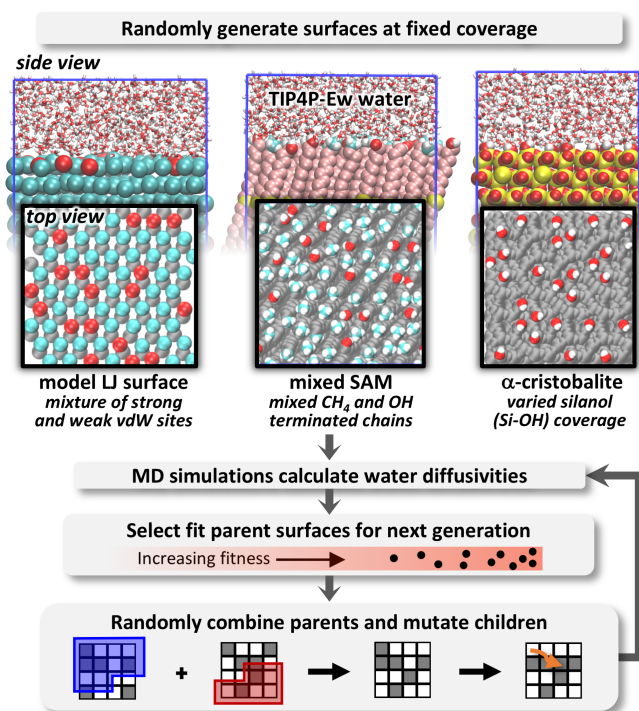 Randomly generate surfaces at fixed coverage
side view
TIP4P-Ew water
top view
model LJ surface
mixture of strong
and weak vdW sites
mixed SAM
mixed CH₄ and OH
terminated chains
α-cristobalite
varied silanol
(Si-OH) coverage
MD simulations calculate water diffusivities
Select fit parent surfaces for next generation
Increasing fitness
Randomly combine parents and mutate children
+